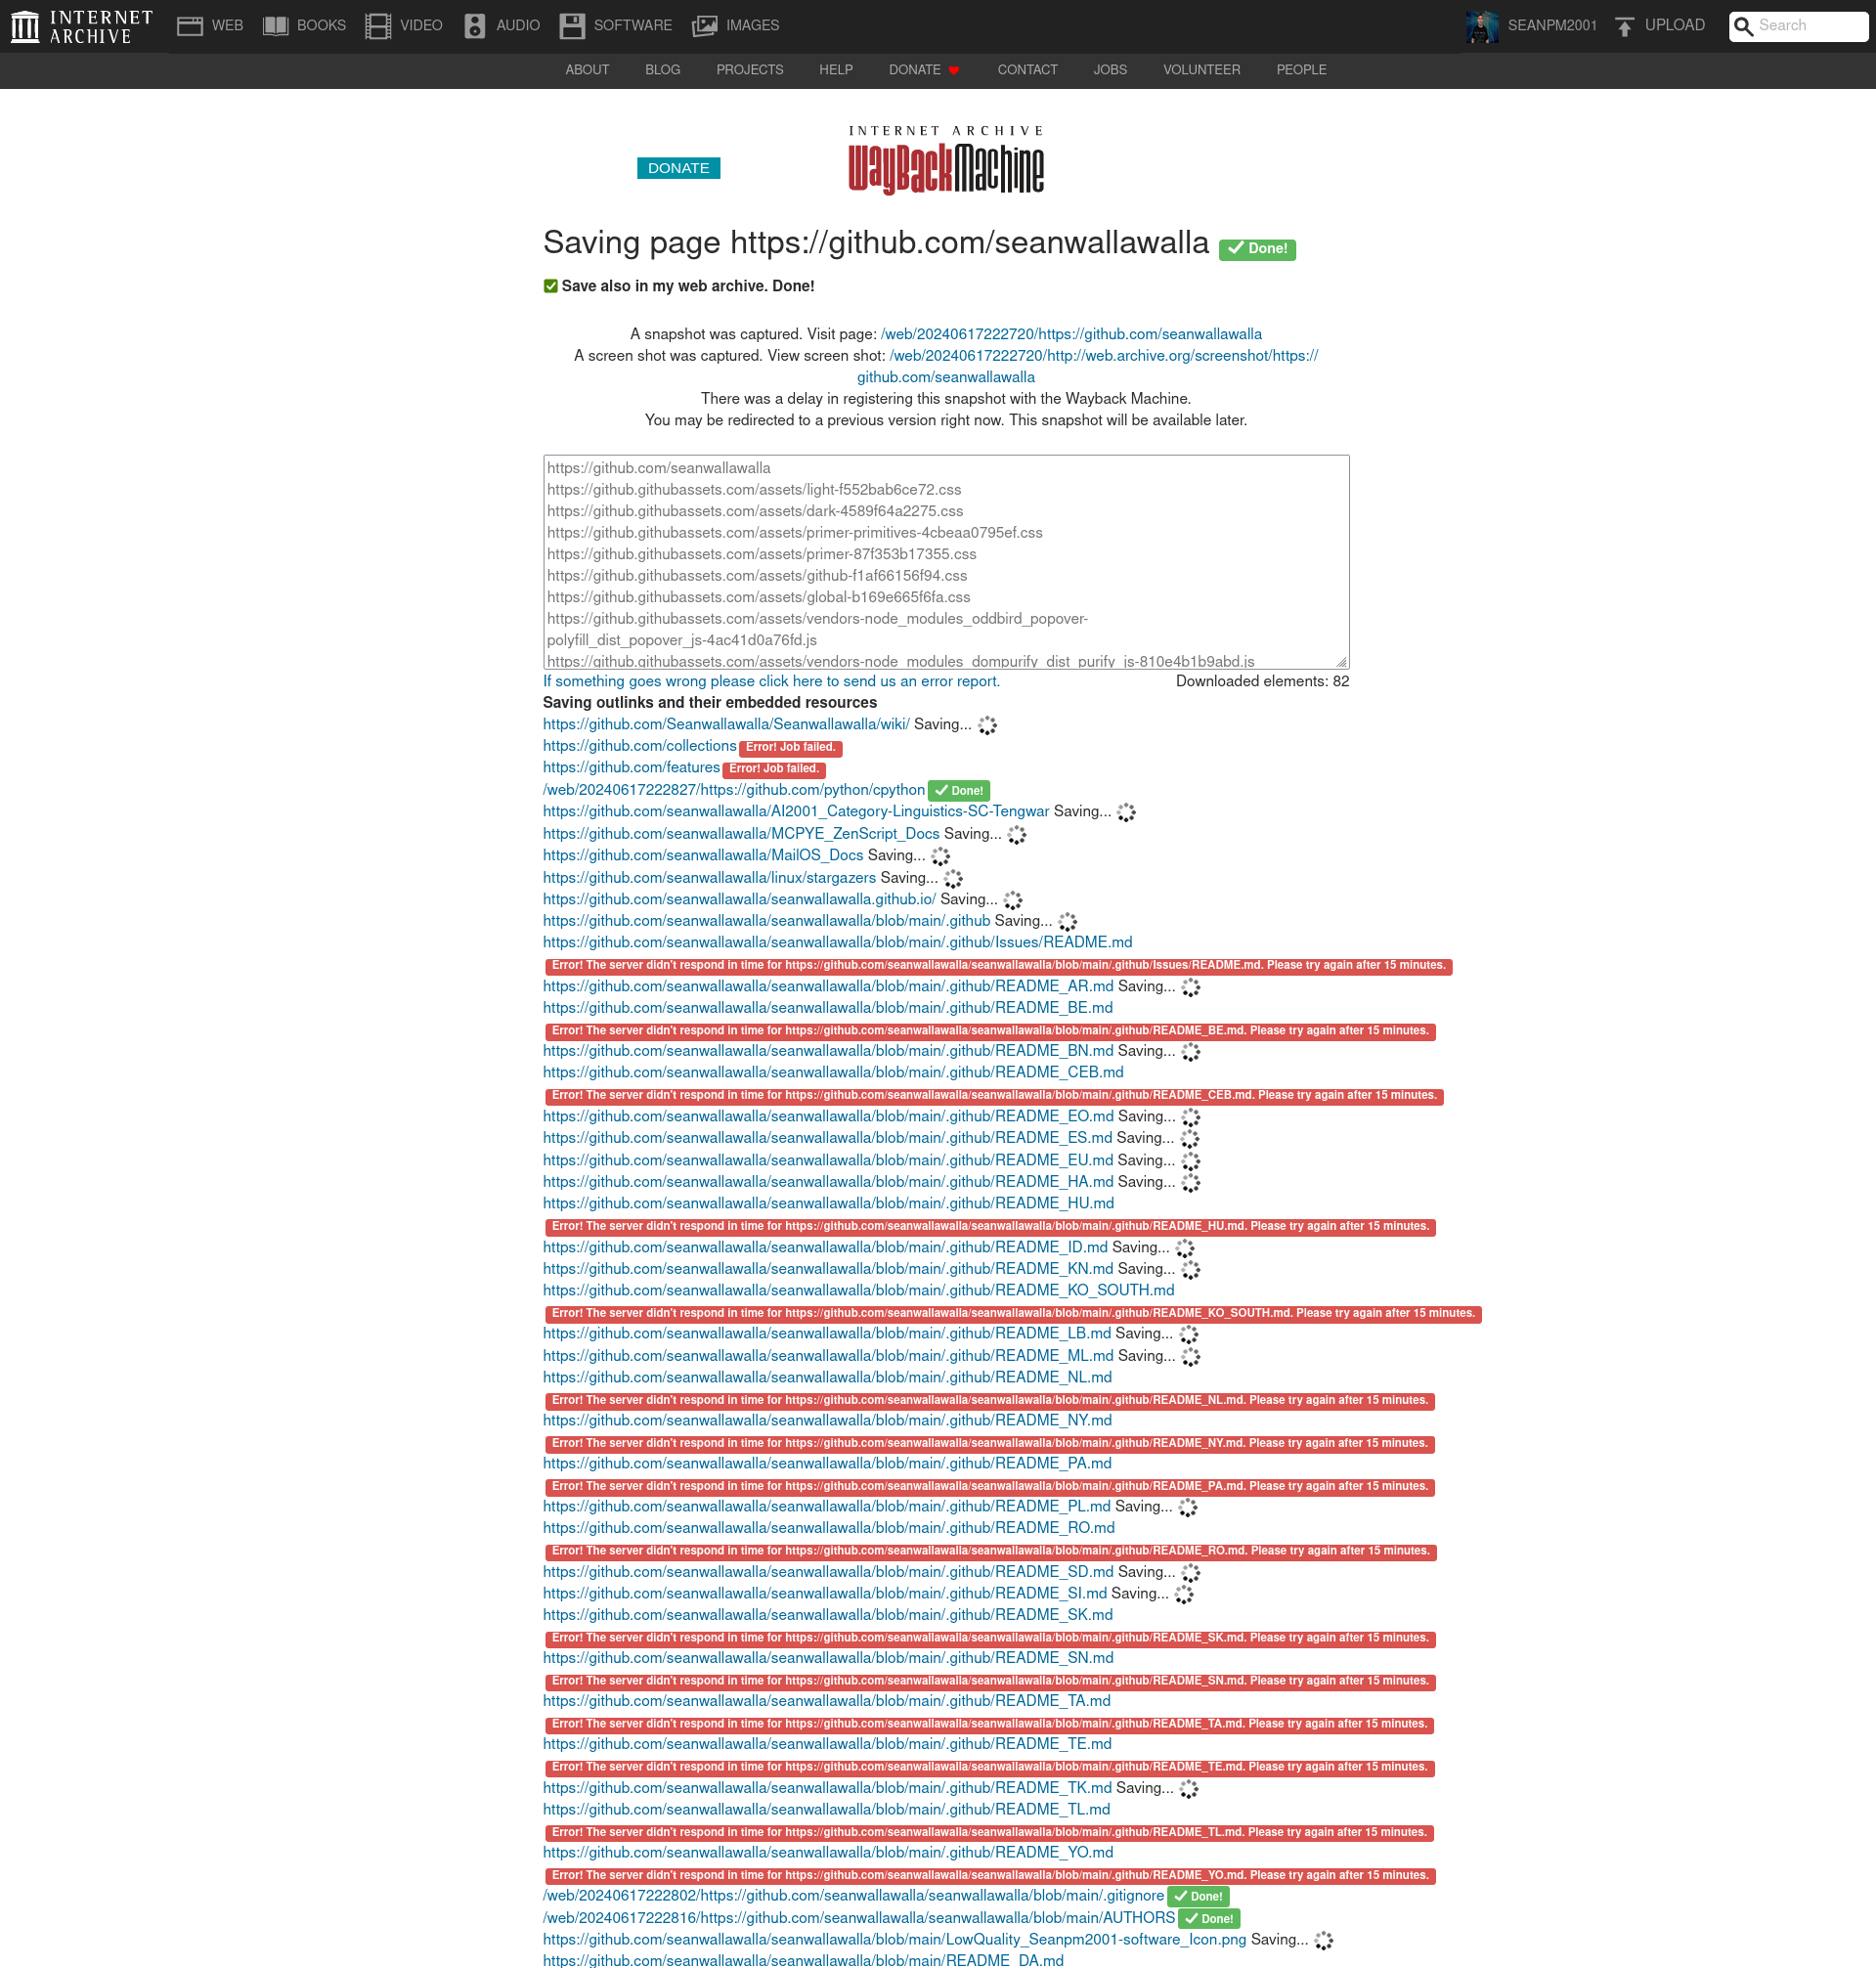 INTERNET ARCHIVE
WEB BOOKS VIDEO AUDIO SOFTWARE IMAGES SEANPM2001 UPLOAD Search
ABOUT BLOG PROJECTS HELP DONATE CONTACT JOBS VOLUNTEER PEOPLE
INTERNET ARCHIVE
DONATE
WayBackMachine
Saving page https://github.com/seanwallawalla Done!
Save also in my web archive. Done!
A snapshot was captured. Visit page: /web/20240617222720/https://github.com/seanwallawalla
A screen shot was captured. View screen shot: /web/20240617222720/http://web.archive.org/screenshot/https://
github.com/seanwallawalla
There was a delay in registering this snapshot with the Wayback Machine.
You may be redirected to a previous version right now. This snapshot will be available later.
https://github.com/seanwallawalla
https://github.githubassets.com/assets/light-f552bab6ce72.css
https://github.githubassets.com/assets/dark-4589f64a2275.css
https://github.githubassets.com/assets/primer-primitives-4cbeaa0795ef.css
https://github.githubassets.com/assets/primer-87f353b17355.css
https://github.githubassets.com/assets/github-f1af66156f94.css
https://github.githubassets.com/assets/global-b169e665f6fa.css
https://github.githubassets.com/assets/vendors-node_modules_oddbird_popover-
polyfill_dist_popover_js-4ac41d0a76fd.js
https://github.githubassets.com/assets/vendors-node_modules_dompurify_dist_purify_js-810e4b1b9abd.js
If something goes wrong please click here to send us an error report. Downloaded elements: 82
Saving outlinks and their embedded resources
https://github.com/Seanwallawalla/Seanwallawalla/wiki/ Saving...
https://github.com/collections Error! Job failed.
https://github.com/features Error! Job failed.
/web/20240617222827/https://github.com/python/cpython Done!
https://github.com/seanwallawalla/AI2001_Category-Linguistics-SC-Tengwar Saving...
https://github.com/seanwallawalla/MCPYE_ZenScript_Docs Saving...
https://github.com/seanwallawalla/MailOS_Docs Saving...
https://github.com/seanwallawalla/linux/stargazers Saving...
https://github.com/seanwallawalla/seanwallawalla.github.io/ Saving...
https://github.com/seanwallawalla/seanwallawalla/blob/main/.github Saving...
https://github.com/seanwallawalla/seanwallawalla/blob/main/.github/Issues/README.md
Error! The server didn't respond in time for https://github.com/seanwallawalla/seanwallawalla/blob/main/.github/Issues/README.md. Please try again after 15 minutes.
https://github.com/seanwallawalla/seanwallawalla/blob/main/.github/README_AR.md Saving...
https://github.com/seanwallawalla/seanwallawalla/blob/main/.github/README_BE.md
Error! The server didn't respond in time for https://github.com/seanwallawalla/seanwallawalla/blob/main/.github/README_BE.md. Please try again after 15 minutes.
https://github.com/seanwallawalla/seanwallawalla/blob/main/.github/README_BN.md Saving...
https://github.com/seanwallawalla/seanwallawalla/blob/main/.github/README_CEB.md
Error! The server didn't respond in time for https://github.com/seanwallawalla/seanwallawalla/blob/main/.github/README_CEB.md. Please try again after 15 minutes.
https://github.com/seanwallawalla/seanwallawalla/blob/main/.github/README_EO.md Saving...
https://github.com/seanwallawalla/seanwallawalla/blob/main/.github/README_ES.md Saving...
https://github.com/seanwallawalla/seanwallawalla/blob/main/.github/README_EU.md Saving...
https://github.com/seanwallawalla/seanwallawalla/blob/main/.github/README_HA.md Saving...
https://github.com/seanwallawalla/seanwallawalla/blob/main/.github/README_HU.md
Error! The server didn't respond in time for https://github.com/seanwallawalla/seanwallawalla/blob/main/.github/README_HU.md. Please try again after 15 minutes.
https://github.com/seanwallawalla/seanwallawalla/blob/main/.github/README_ID.md Saving...
https://github.com/seanwallawalla/seanwallawalla/blob/main/.github/README_KN.md Saving...
https://github.com/seanwallawalla/seanwallawalla/blob/main/.github/README_KO_SOUTH.md
Error! The server didn't respond in time for https://github.com/seanwallawalla/seanwallawalla/blob/main/.github/README_KO_SOUTH.md. Please try again after 15 minutes.
https://github.com/seanwallawalla/seanwallawalla/blob/main/.github/README_LB.md Saving...
https://github.com/seanwallawalla/seanwallawalla/blob/main/.github/README_ML.md Saving...
https://github.com/seanwallawalla/seanwallawalla/blob/main/.github/README_NL.md
Error! The server didn't respond in time for https://github.com/seanwallawalla/seanwallawalla/blob/main/.github/README_NL.md. Please try again after 15 minutes.
https://github.com/seanwallawalla/seanwallawalla/blob/main/.github/README_NY.md
Error! The server didn't respond in time for https://github.com/seanwallawalla/seanwallawalla/blob/main/.github/README_NY.md. Please try again after 15 minutes.
https://github.com/seanwallawalla/seanwallawalla/blob/main/.github/README_PA.md
Error! The server didn't respond in time for https://github.com/seanwallawalla/seanwallawalla/blob/main/.github/README_PA.md. Please try again after 15 minutes.
https://github.com/seanwallawalla/seanwallawalla/blob/main/.github/README_PL.md Saving...
https://github.com/seanwallawalla/seanwallawalla/blob/main/.github/README_RO.md
Error! The server didn't respond in time for https://github.com/seanwallawalla/seanwallawalla/blob/main/.github/README_RO.md. Please try again after 15 minutes.
https://github.com/seanwallawalla/seanwallawalla/blob/main/.github/README_SD.md Saving...
https://github.com/seanwallawalla/seanwallawalla/blob/main/.github/README_SI.md Saving...
https://github.com/seanwallawalla/seanwallawalla/blob/main/.github/README_SK.md
Error! The server didn't respond in time for https://github.com/seanwallawalla/seanwallawalla/blob/main/.github/README_SK.md. Please try again after 15 minutes.
https://github.com/seanwallawalla/seanwallawalla/blob/main/.github/README_SN.md
Error! The server didn't respond in time for https://github.com/seanwallawalla/seanwallawalla/blob/main/.github/README_SN.md. Please try again after 15 minutes.
https://github.com/seanwallawalla/seanwallawalla/blob/main/.github/README_TA.md
Error! The server didn't respond in time for https://github.com/seanwallawalla/seanwallawalla/blob/main/.github/README_TA.md. Please try again after 15 minutes.
https://github.com/seanwallawalla/seanwallawalla/blob/main/.github/README_TE.md
Error! The server didn't respond in time for https://github.com/seanwallawalla/seanwallawalla/blob/main/.github/README_TE.md. Please try again after 15 minutes.
https://github.com/seanwallawalla/seanwallawalla/blob/main/.github/README_TK.md Saving...
https://github.com/seanwallawalla/seanwallawalla/blob/main/.github/README_TL.md
Error! The server didn't respond in time for https://github.com/seanwallawalla/seanwallawalla/blob/main/.github/README_TL.md. Please try again after 15 minutes.
https://github.com/seanwallawalla/seanwallawalla/blob/main/.github/README_YO.md
Error! The server didn't respond in time for https://github.com/seanwallawalla/seanwallawalla/blob/main/.github/README_YO.md. Please try again after 15 minutes.
/web/20240617222802/https://github.com/seanwallawalla/seanwallawalla/blob/main/.gitignore Done!
/web/20240617222816/https://github.com/seanwallawalla/seanwallawalla/blob/main/AUTHORS Done!
https://github.com/seanwallawalla/seanwallawalla/blob/main/LowQuality_Seanpm2001-software_Icon.png Saving...
https://github.com/seanwallawalla/seanwallawalla/blob/main/README_DA.md